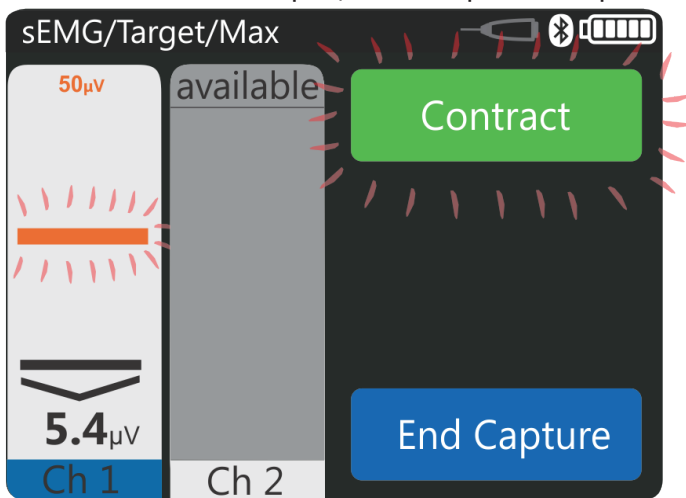 sEMG/Target/Max
50µV
available
Contract
5.4µV
End Capture
Ch 1
Ch 2